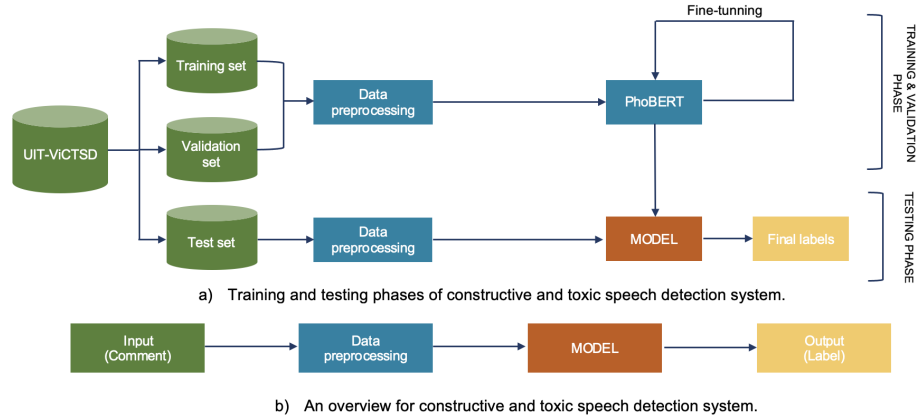 Fine-tunning
Training set
Data
preprocessing
PhoBERT
TRAINING & VALIDATION
PHASE
UIT-ViCTSD
Validation
set
Test set
Data
preprocessing
MODEL
Final labels
TESTING PHASE
a) Training and testing phases of constructive and toxic speech detection system.
Input
(Comment)
Data
preprocessing
MODEL
Output
(Label)
b) An overview for constructive and toxic speech detection system.